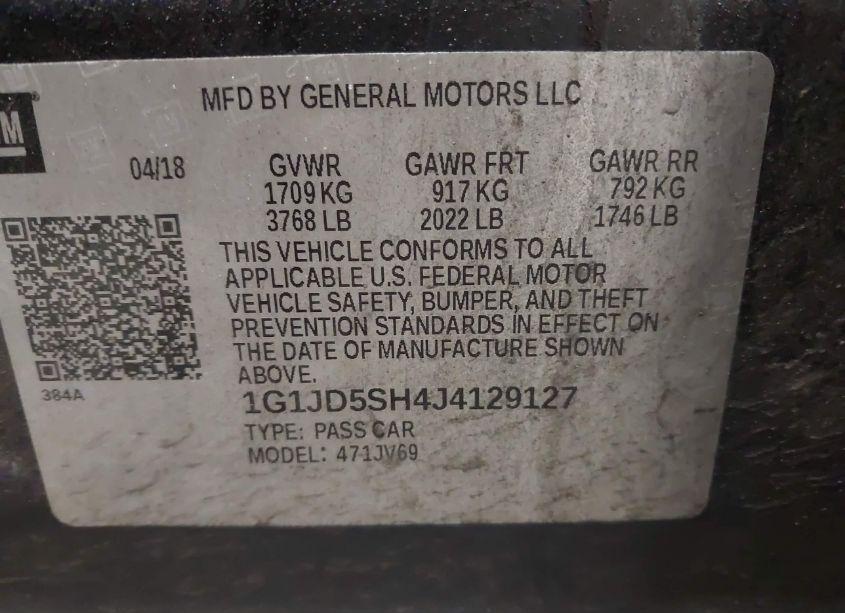 MFD BY GENERAL MOTORS LLC
04/18 GVWR GAWR FRT GAWR RR
1709 KG 917 KG 792 KG
3768 LB 2022 LB 1746 LB
THIS VEHICLE CONFORMS TO ALL
APPLICABLE U.S. FEDERAL MOTOR
VEHICLE SAFETY, BUMPER, AND THEFT
PREVENTION STANDARDS IN EFFECT ON
THE DATE OF MANUFACTURE SHOWN
ABOVE.
384A
1G1JD5SH4J4129127
TYPE: PASS CAR
MODEL: 471JV69